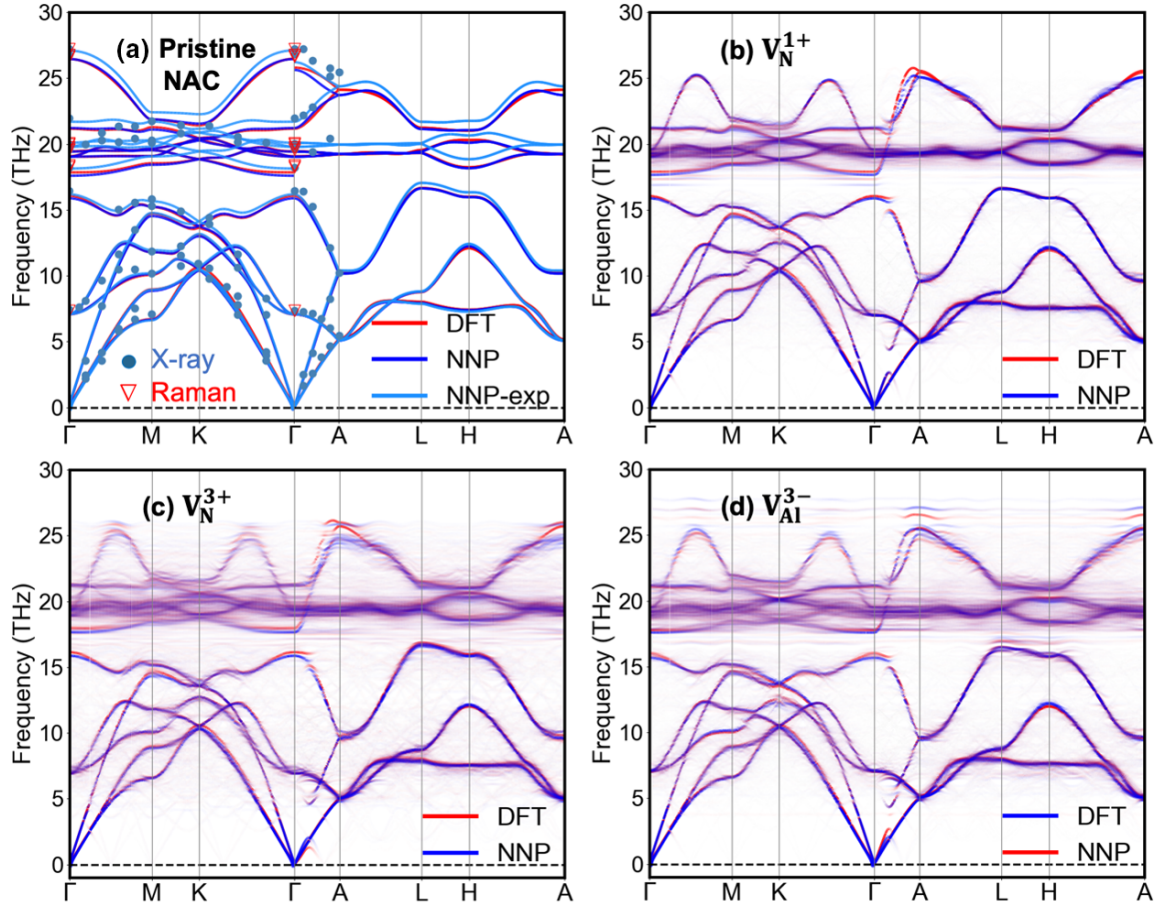 (a) Pristine
NAC
30
25
20
15
10
5
0
Frequency (THz)
X-ray
Raman
DFT
NNP
NNP-exp
Γ M K Γ A L H A
(b) V_N^{1+}
30
25
20
15
10
5
0
Frequency (THz)
DFT
NNP
Γ M K Γ A L H A
(c) V_N^{3+}
30
25
20
15
10
5
0
Frequency (THz)
DFT
NNP
Γ M K Γ A L H A
(d) V_{Al}^{3−}
30
25
20
15
10
5
0
Frequency (THz)
DFT
NNP
Γ M K Γ A L H A